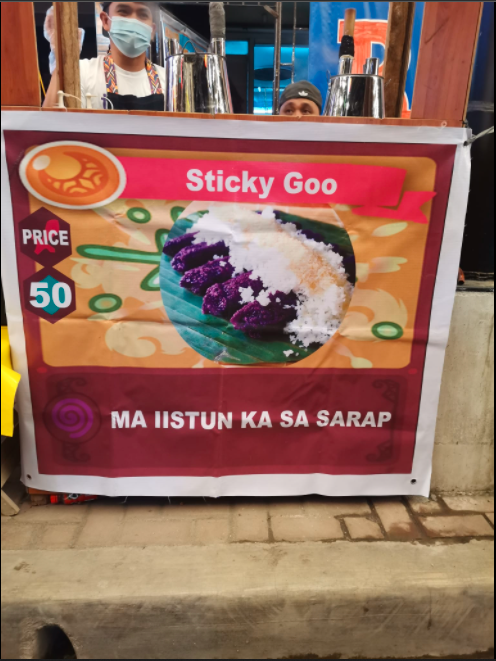 Sticky Goo
PRICE
50
MA IISTUN KA SA SARAP